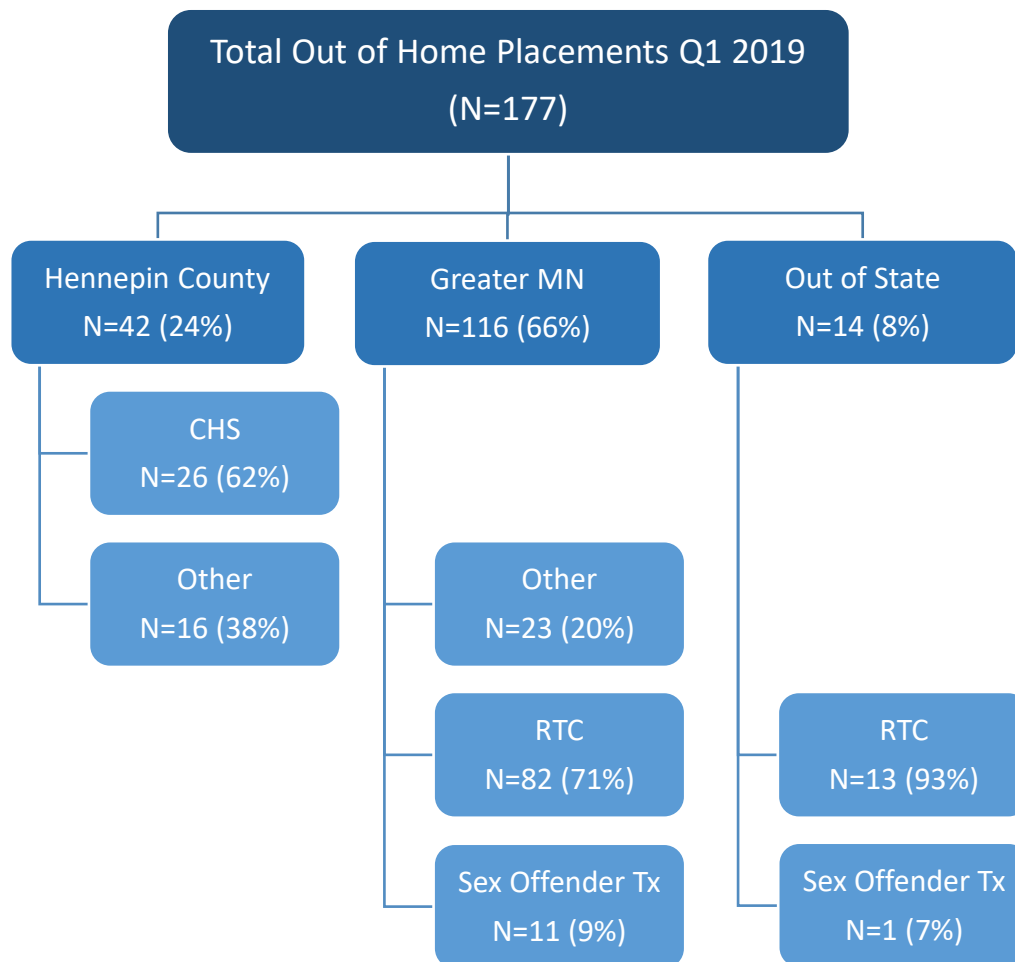 Total Out of Home Placements Q1 2019
(N=177)
Hennepin County
N=42 (24%)
Greater MN
N=116 (66%)
Out of State
N=14 (8%)
CHS
N=26 (62%)
Other
N=16 (38%)
Other
N=23 (20%)
RTC
N=82 (71%)
Sex Offender Tx
N=11 (9%)
RTC
N=13 (93%)
Sex Offender Tx
N=1 (7%)